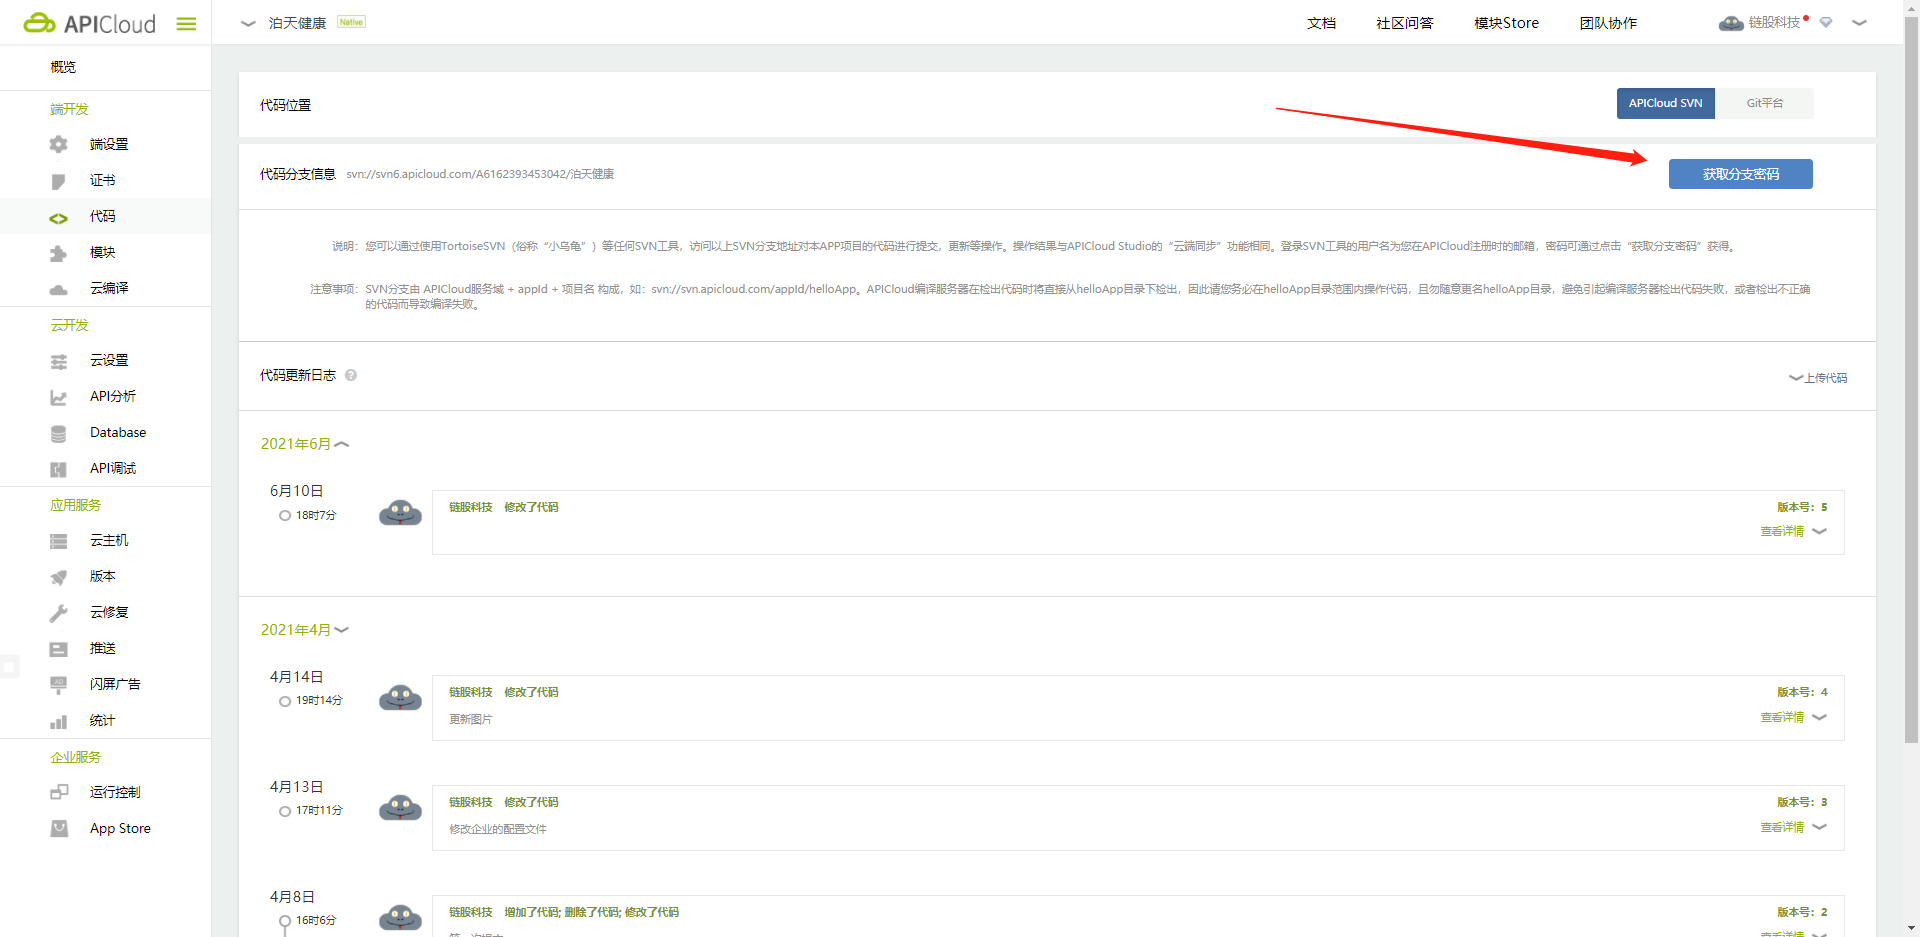 APICloud
泊天健康 Native
文档 社区问答 模块Store 团队协作 链股科技
概览
端开发
端设置
证书
代码
模块
云编译
云开发
云设置
API分析
Database
API调试
应用服务
云主机
版本
云修复
推送
AD 闪屏广告
统计
企业服务
运行控制
App Store
代码位置 APICloud SVN Git平台
代码分支信息 svn://svn6.apicloud.com/A6162393453042/泊天健康 获取分支密码
说明：您可以通过使用TortoiseSVN（俗称“小乌龟”）等任何SVN工具，访问以上SVN分支地址对本APP项目的代码进行提交，更新等操作。操作结果与APICloud Studio的“云端同步”功能相同。登录SVN工具的用户名为您在APICloud注册时的邮箱，密码可通过点击“获取分支密码”获得。
注意事项：SVN分支由 APICloud服务域 + appId + 项目名 构成，如：svn://svn.apicloud.com/appId/helloApp。APICloud编译服务器在检出代码时将直接从helloApp目录下检出，因此请您务必在helloApp目录范围内操作代码，且勿随意更名helloApp目录，避免引起编译服务器检出代码失败，或者检出不正确
的代码而导致编译失败。
代码更新日志 ? 上传代码
2021年6月
6月10日
18时7分
链股科技 修改了代码 版本号：5
查看详情
2021年4月
4月14日
19时14分
链股科技 修改了代码 版本号：4
更新图片 查看详情
4月13日
17时11分
链股科技 修改了代码 版本号：3
修改企业的配置文件 查看详情
4月8日
16时6分
链股科技 增加了代码; 删除了代码; 修改了代码 版本号：2